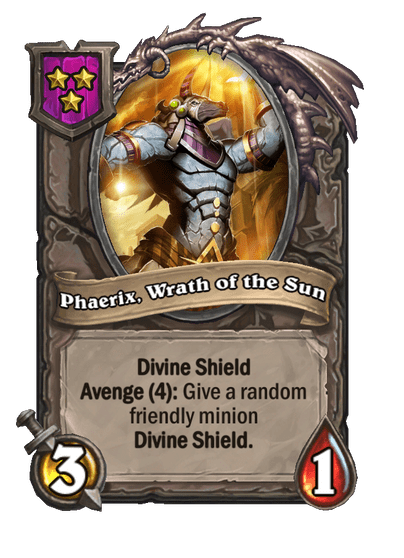 Phaerix, Wrath of the Sun
Divine Shield
Avenge (4): Give a random
friendly minion
Divine Shield.
3
1